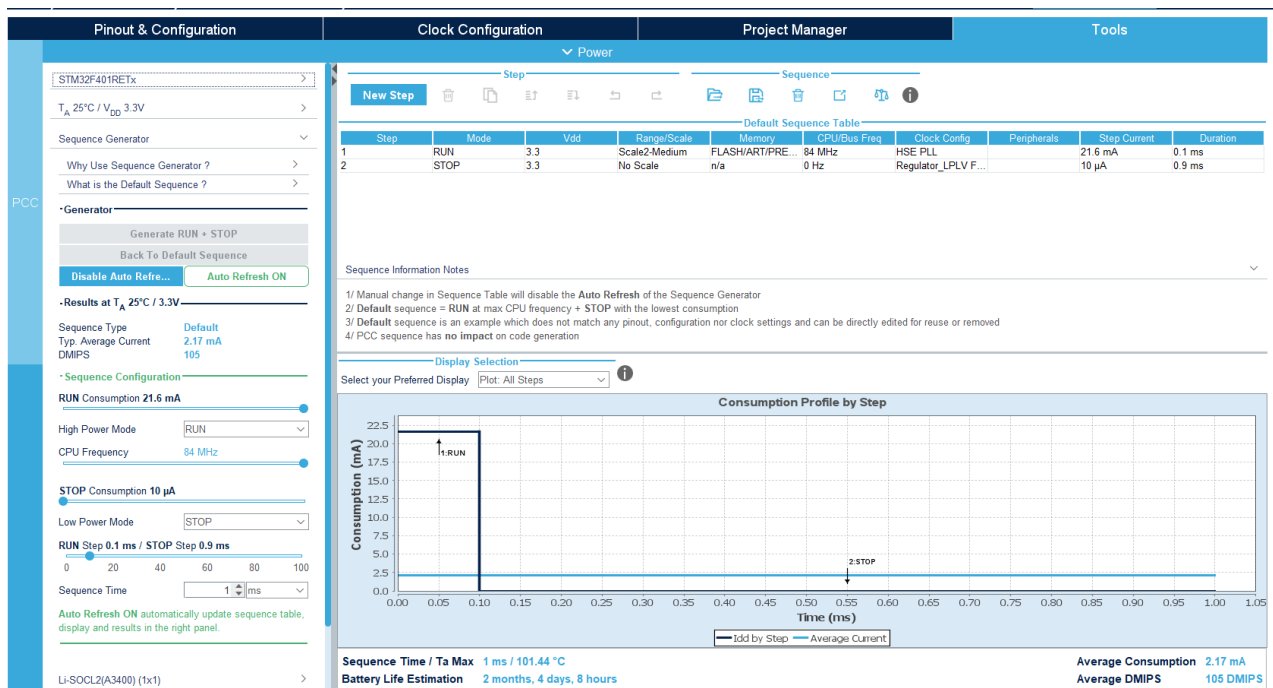 Pinout & Configuration
Clock Configuration
Project Manager
Tools
Power
PCC
STM32F401RETx
TA 25°C / VDD 3.3V
Sequence Generator
Why Use Sequence Generator ?
What is the Default Sequence ?
Generator
Generate RUN + STOP
Back To Default Sequence
Disable Auto Refre... Auto Refresh ON
Results at TA 25°C / 3.3V
Sequence Type Default
Typ. Average Current 2.17 mA
DMIPS 105
Sequence Configuration
RUN Consumption 21.6 mA
High Power Mode RUN
CPU Frequency 84 MHz
STOP Consumption 10 µA
Low Power Mode STOP
RUN Step 0.1 ms / STOP Step 0.9 ms
0 20 40 60 80 100
Sequence Time 1 ms
Auto Refresh ON automatically update sequence table,
display and results in the right panel.
Li-SOCL2(A3400) (1x1)
Step Sequence
New Step
Default Sequence Table
Step Mode Vdd Range/Scale Memory CPU/Bus Freq Clock Config Peripherals Step Current Duration
1 RUN 3.3 Scale2-Medium FLASH/ART/PRE... 84 MHz HSE PLL 21.6 mA 0.1 ms
2 STOP 3.3 No Scale n/a 0 Hz Regulator_LPLV F... 10 µA 0.9 ms
Sequence Information Notes
1/ Manual change in Sequence Table will disable the Auto Refresh of the Sequence Generator
2/ Default sequence = RUN at max CPU frequency + STOP with the lowest consumption
3/ Default sequence is an example which does not match any pinout, configuration nor clock settings and can be directly edited for reuse or removed
4/ PCC sequence has no impact on code generation
Display Selection
Select your Preferred Display Plot: All Steps
Consumption Profile by Step
Consumption (mA)
22.5
20.0
17.5
15.0
12.5
10.0
7.5
5.0
2.5
0.0
1:RUN
2:STOP
0.00 0.05 0.10 0.15 0.20 0.25 0.30 0.35 0.40 0.45 0.50 0.55 0.60 0.65 0.70 0.75 0.80 0.85 0.90 0.95 1.00 1.05
Time (ms)
Idd by Step Average Current
Sequence Time / Ta Max 1 ms / 101.44 °C
Average Consumption 2.17 mA
Battery Life Estimation 2 months, 4 days, 8 hours
Average DMIPS 105 DMIPS